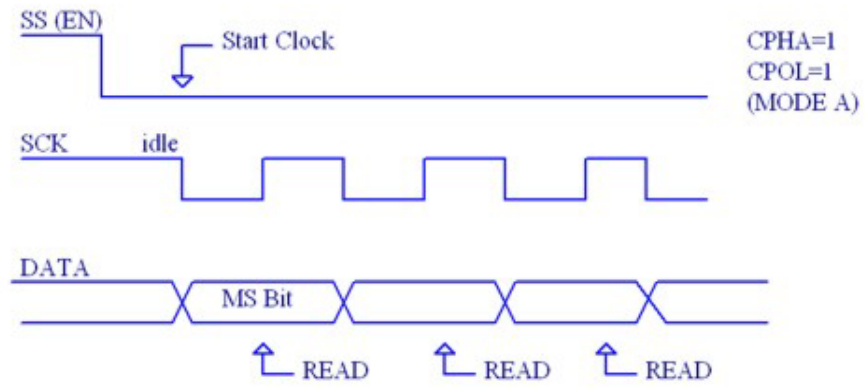 SS (EN)
Start Clock
CPHA=1
CPOL=1
(MODE A)
SCK idle
DATA
MS Bit
READ READ READ